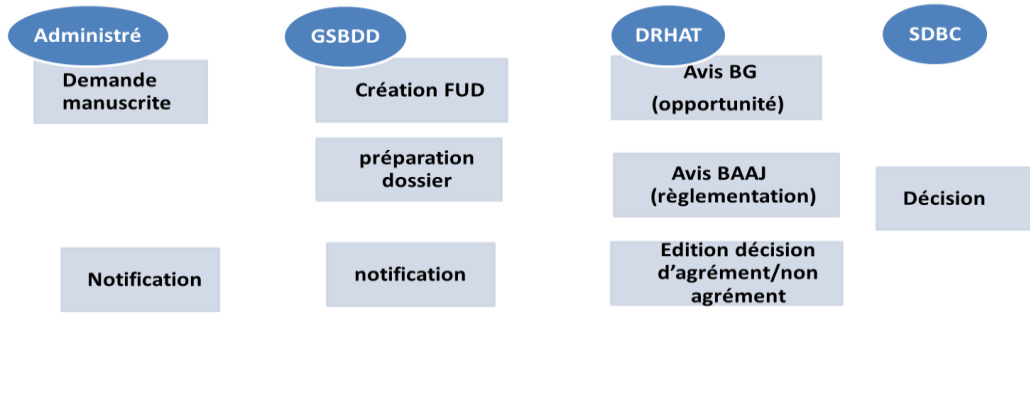 Administré
Demande
manuscrite
Notification
GSBDD
Création FUD
préparation
dossier
notification
DRHAT
Avis BG
(opportunité)
Avis BAAJ
(règlementation)
Edition décision
d’agrément/non
agrément
SDBC
Décision